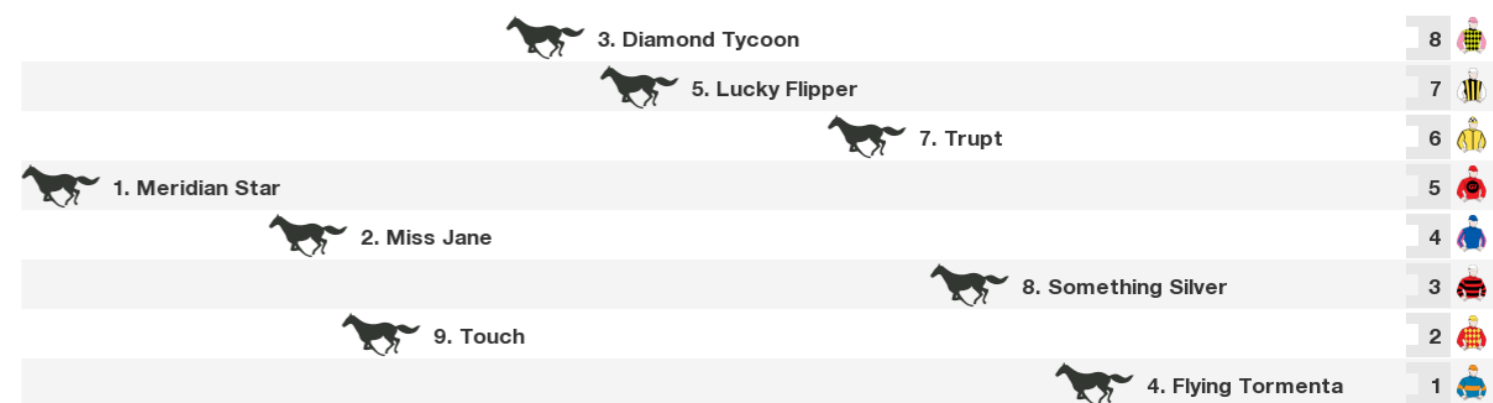 3. Diamond Tycoon 8
5. Lucky Flipper 7
7. Trupt 6
1. Meridian Star 5
2. Miss Jane 4
8. Something Silver 3
9. Touch 2
4. Flying Tormenta 1